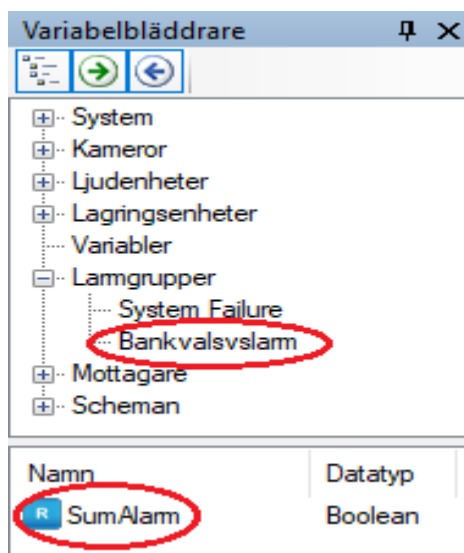 Variabelbläddrare
System
Kameror
Ljudenheter
Lagringsenheter
Variabler
Larmgrupper
System Failure
Bankvalsvslarm
Mottagare
Scheman
Namn Datatyp
R SumAlarm Boolean